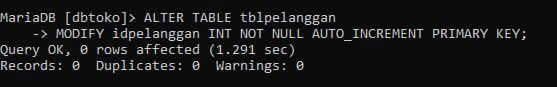 MariaDB [dbtoko]> ALTER TABLE tblpelanggan
    -> MODIFY idpelanggan INT NOT NULL AUTO_INCREMENT PRIMARY KEY;
Query OK, 0 rows affected (1.291 sec)
Records: 0  Duplicates: 0  Warnings: 0